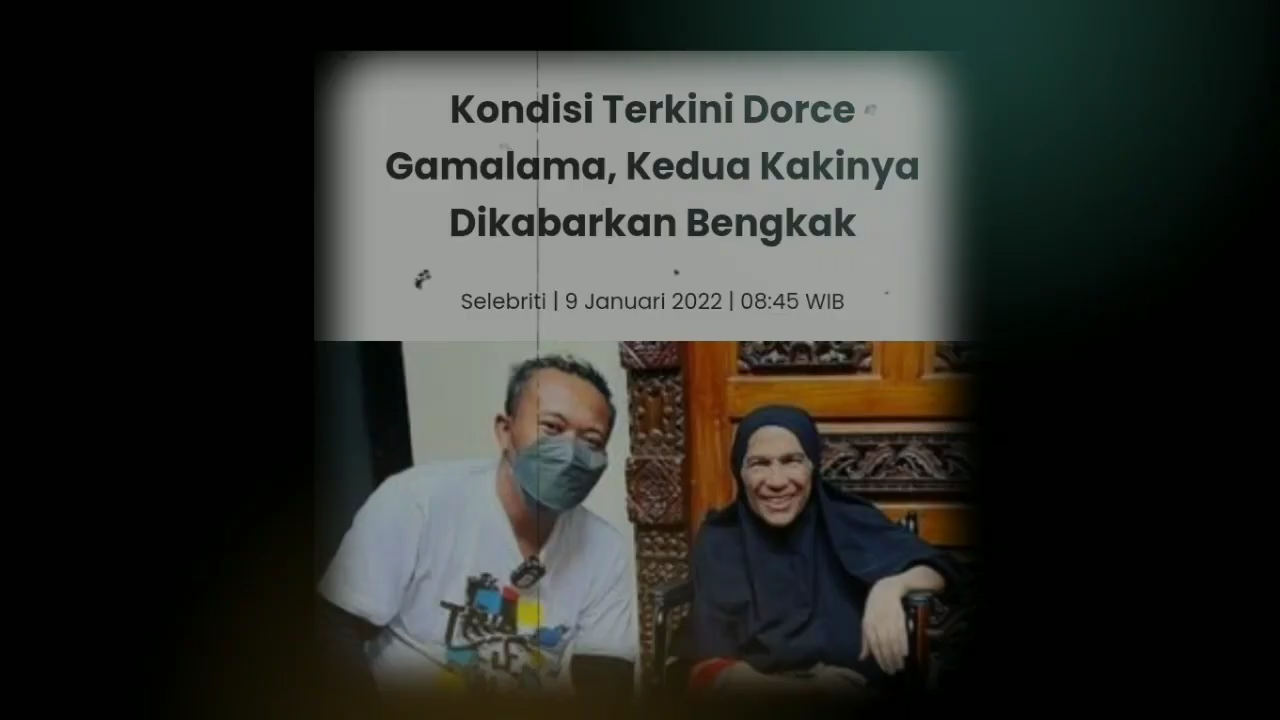 Kondisi Terkini Dorce
Gamalama, Kedua Kakinya
Dikabarkan Bengkak
Selebriti | 9 Januari 2022 | 08:45 WIB